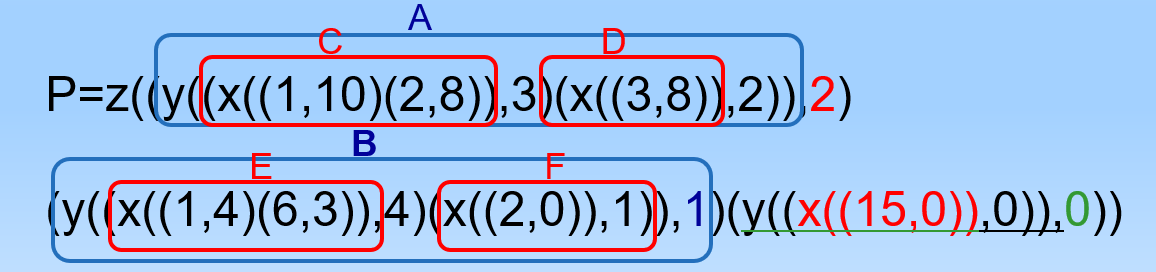 A
C D
P=z((y((x((1,10)(2,8)),3)(x((3,8)),2)),2)
B
E F
(y((x((1,4)(6,3)),4)(x((2,0)),1)),1)(y((x((15,0)),0)),0))